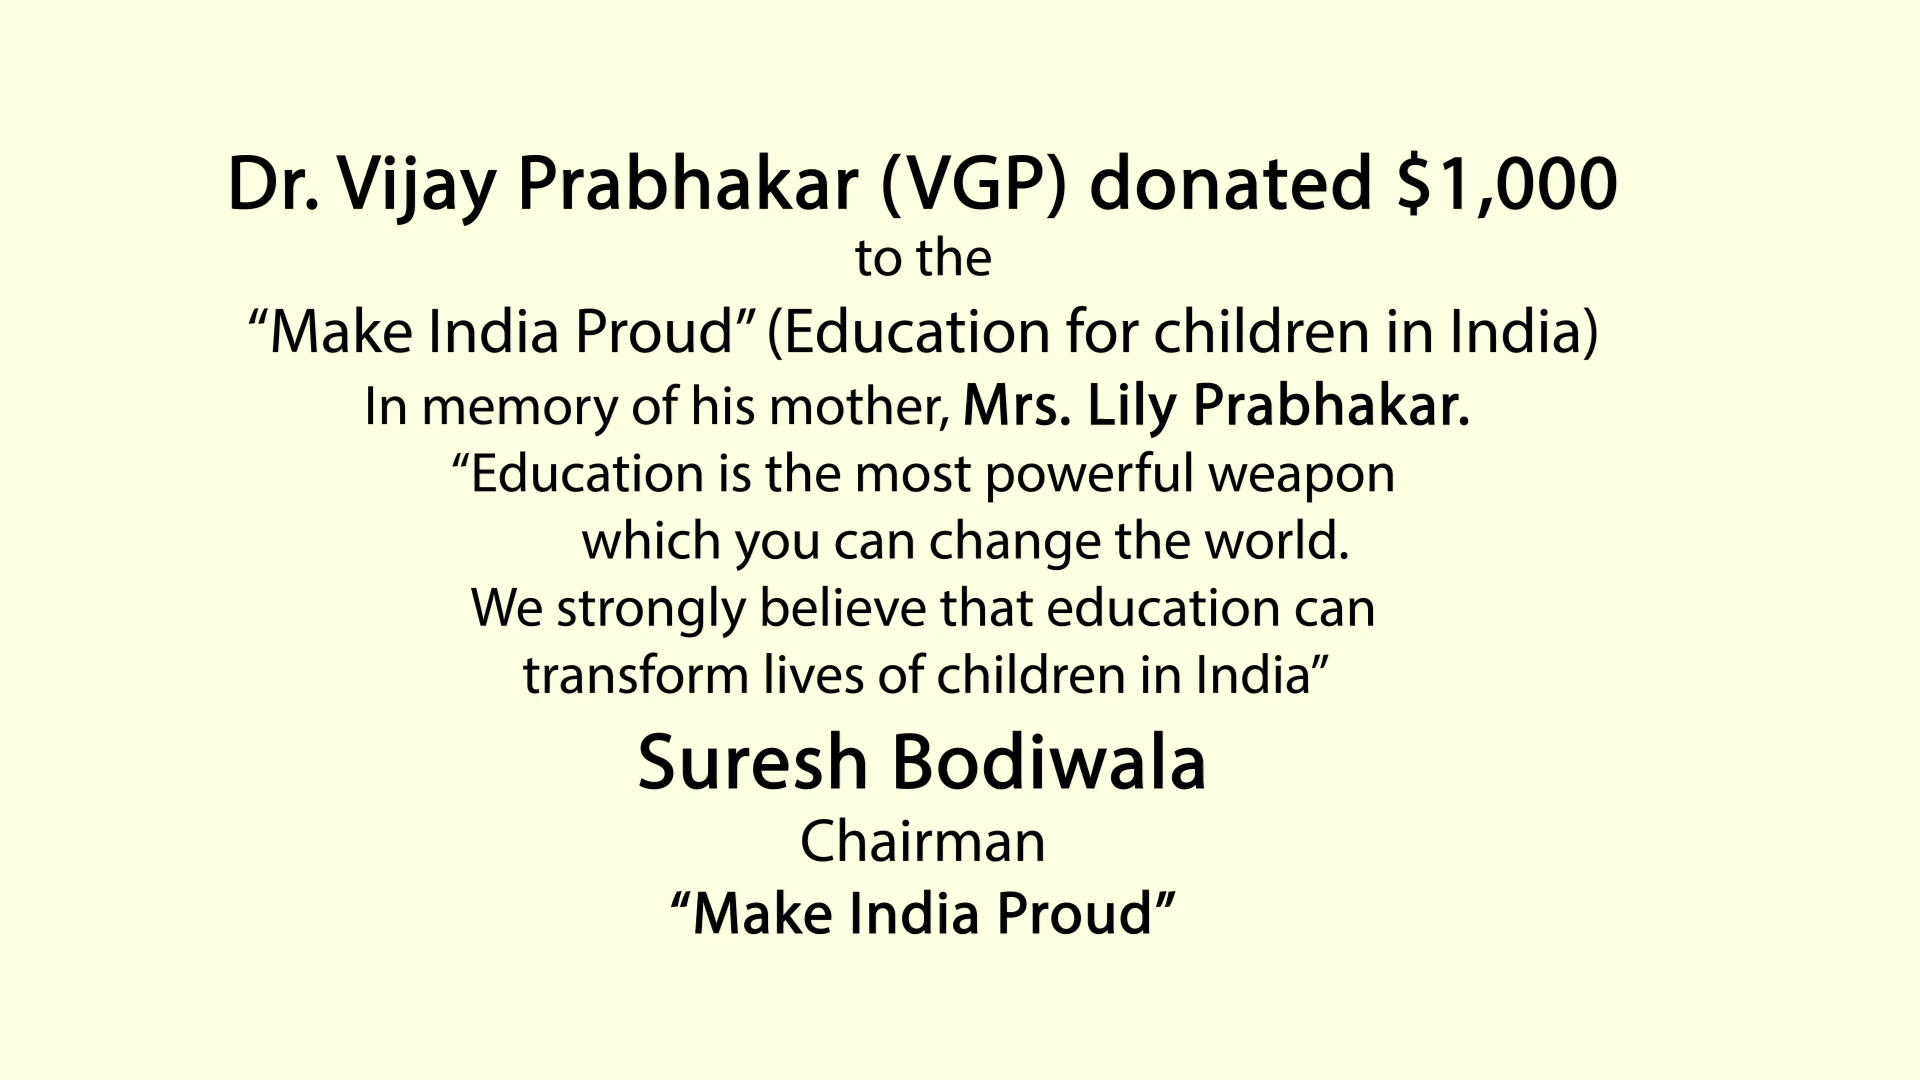 Dr. Vijay Prabhakar (VGP) donated $1,000
to the
“Make India Proud” (Education for children in India)
In memory of his mother, Mrs. Lily Prabhakar.
“Education is the most powerful weapon
which you can change the world.
We strongly believe that education can
transform lives of children in India”
Suresh Bodiwala
Chairman
“Make India Proud”